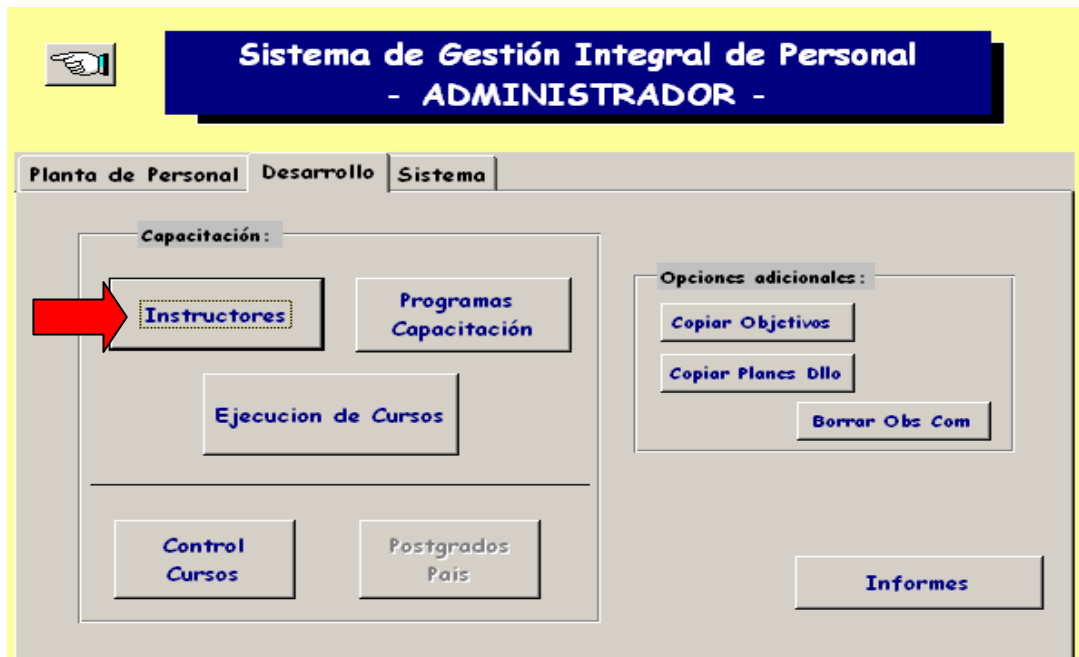 Sistema de Gestión Integral de Personal
- ADMINISTRADOR -
Planta de Personal
Desarrollo
Sistema
Capacitación:
Instructores
Programas
Capacitación
Ejecucion de Cursos
Control
Cursos
Postgrados
Pais
Opciones adicionales:
Copiar Objetivos
Copiar Planes Dllo
Borrar Obs Com
Informes